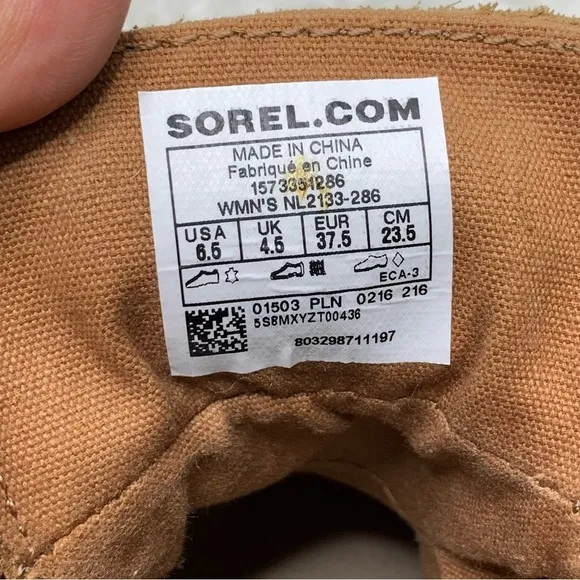 SOREL.COM
MADE IN CHINA
Fabriqué en Chine
1573351286
WMN'S NL2133-286
USA UK EUR CM
6.5 4.5 37.5 23.5
ECA-3
01503 PLN 0216 216
5S8MXYZT00436
803298711197